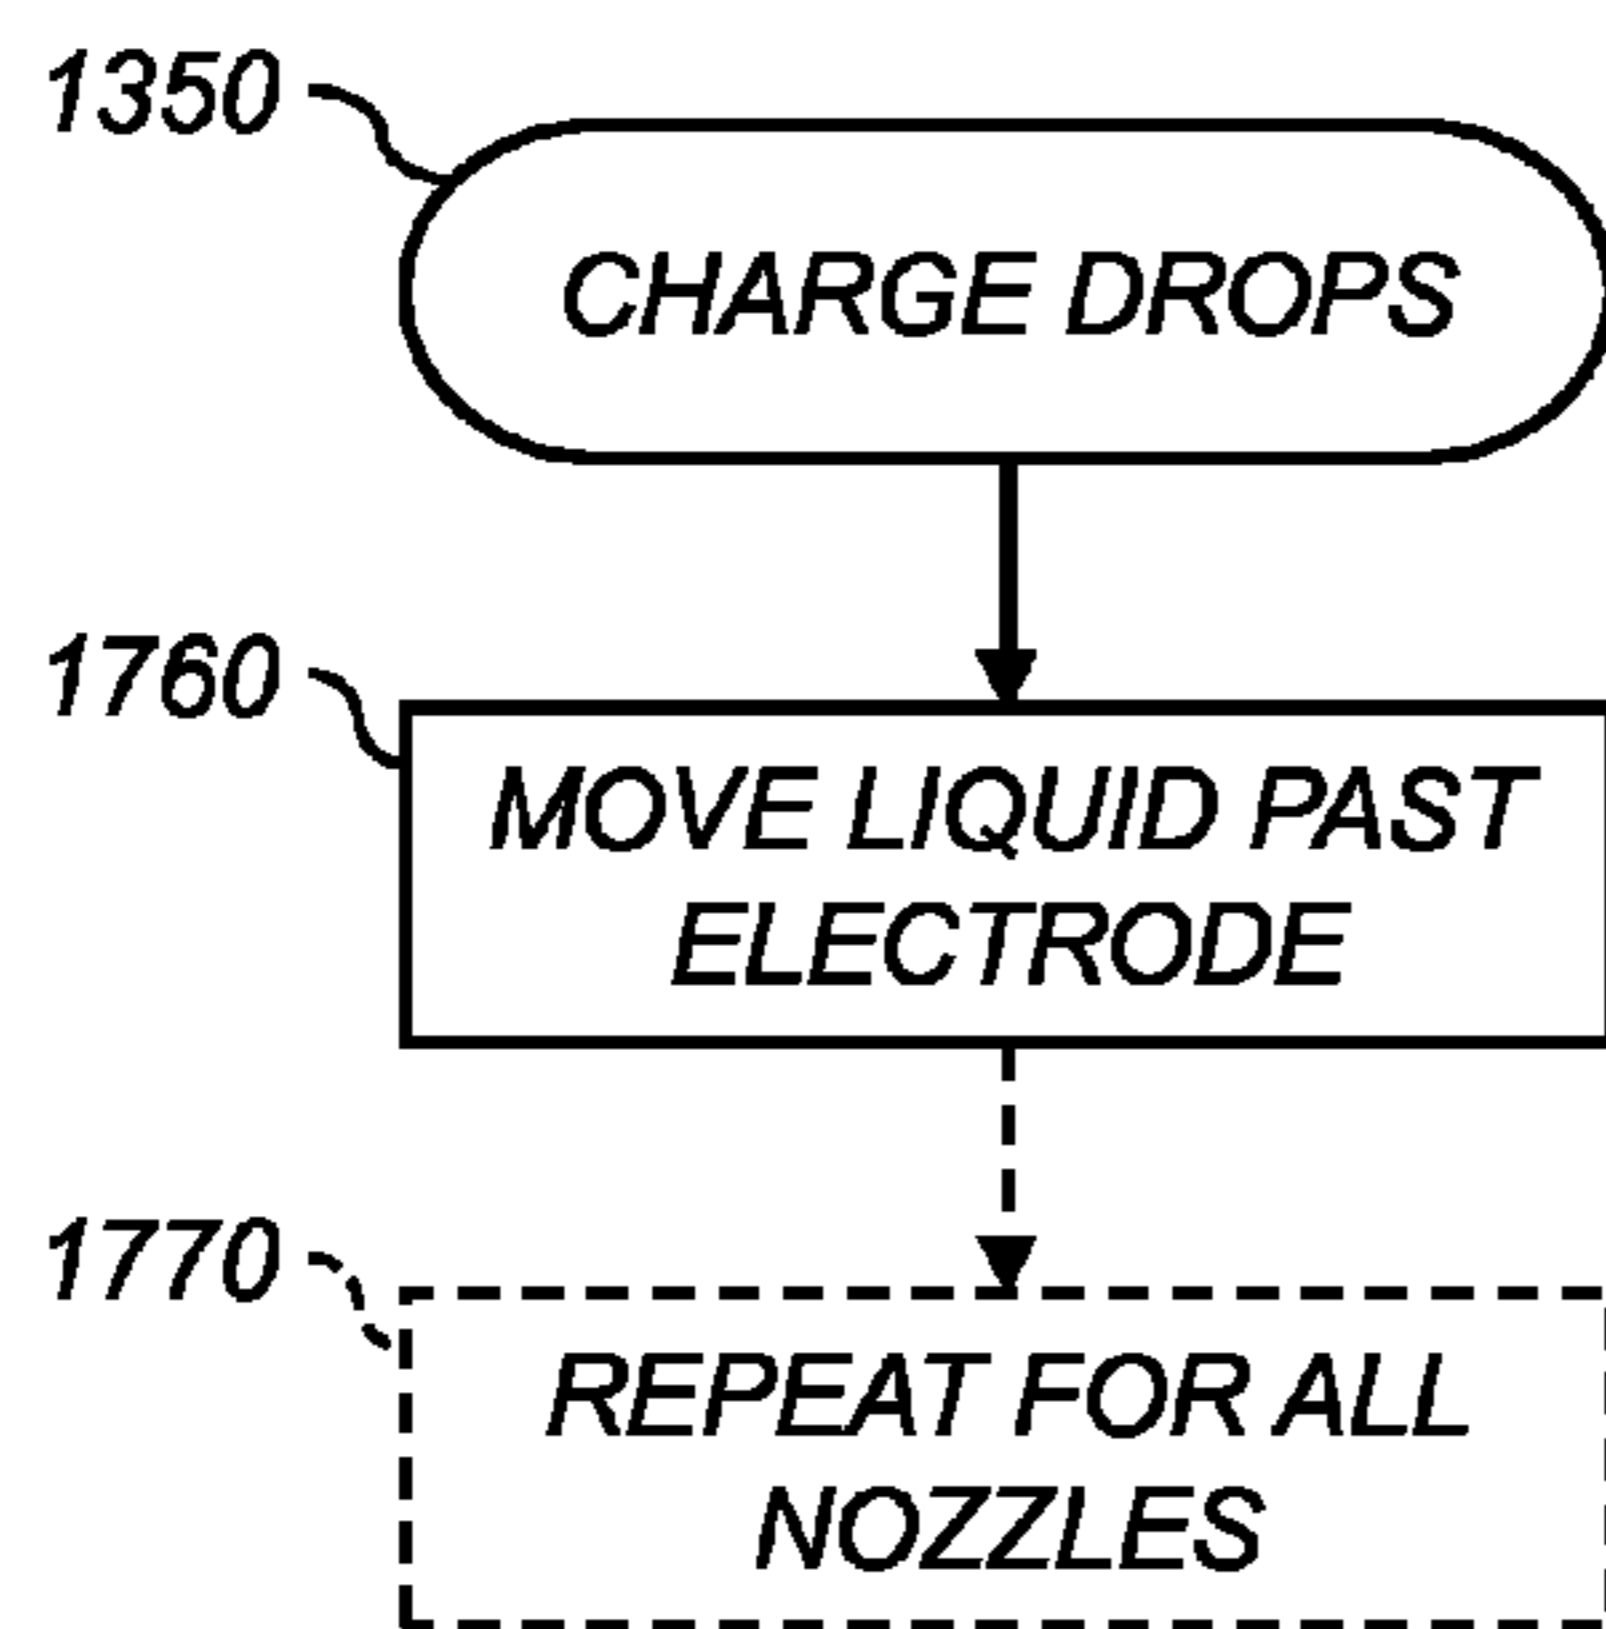 1350
CHARGE DROPS
1760
MOVE LIQUID PAST
ELECTRODE
1770
REPEAT FOR ALL
NOZZLES